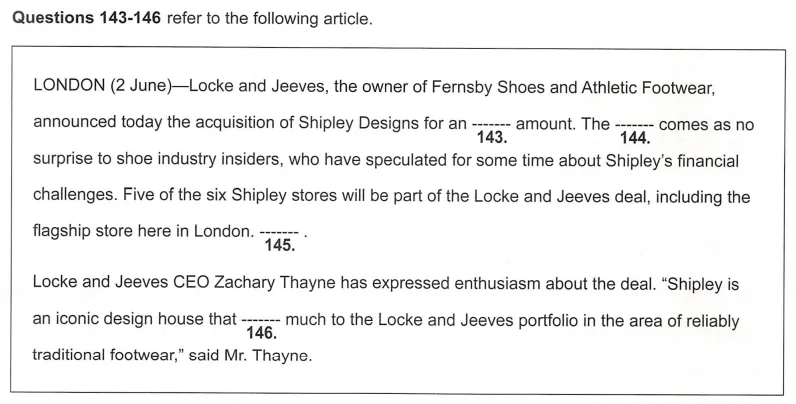 Questions 143-146 refer to the following article.
LONDON (2 June)—Locke and Jeeves, the owner of Fernsby Shoes and Athletic Footwear,
announced today the acquisition of Shipley Designs for an ------- amount. The ------- comes as no
143. 144.
surprise to shoe industry insiders, who have speculated for some time about Shipley's financial
challenges. Five of the six Shipley stores will be part of the Locke and Jeeves deal, including the
flagship store here in London. ------- .
145.
Locke and Jeeves CEO Zachary Thayne has expressed enthusiasm about the deal. “Shipley is
an iconic design house that ------- much to the Locke and Jeeves portfolio in the area of reliably
146.
traditional footwear,” said Mr. Thayne.